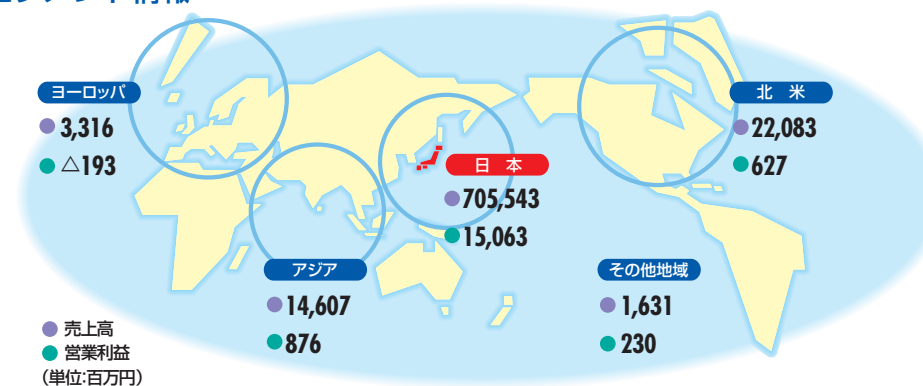 ヨーロッパ
3,316
△193
北 米
22,083
627
日 本
705,543
15,063
アジア
14,607
876
その他地域
1,631
230
売上高
営業利益
(単位:百万円)